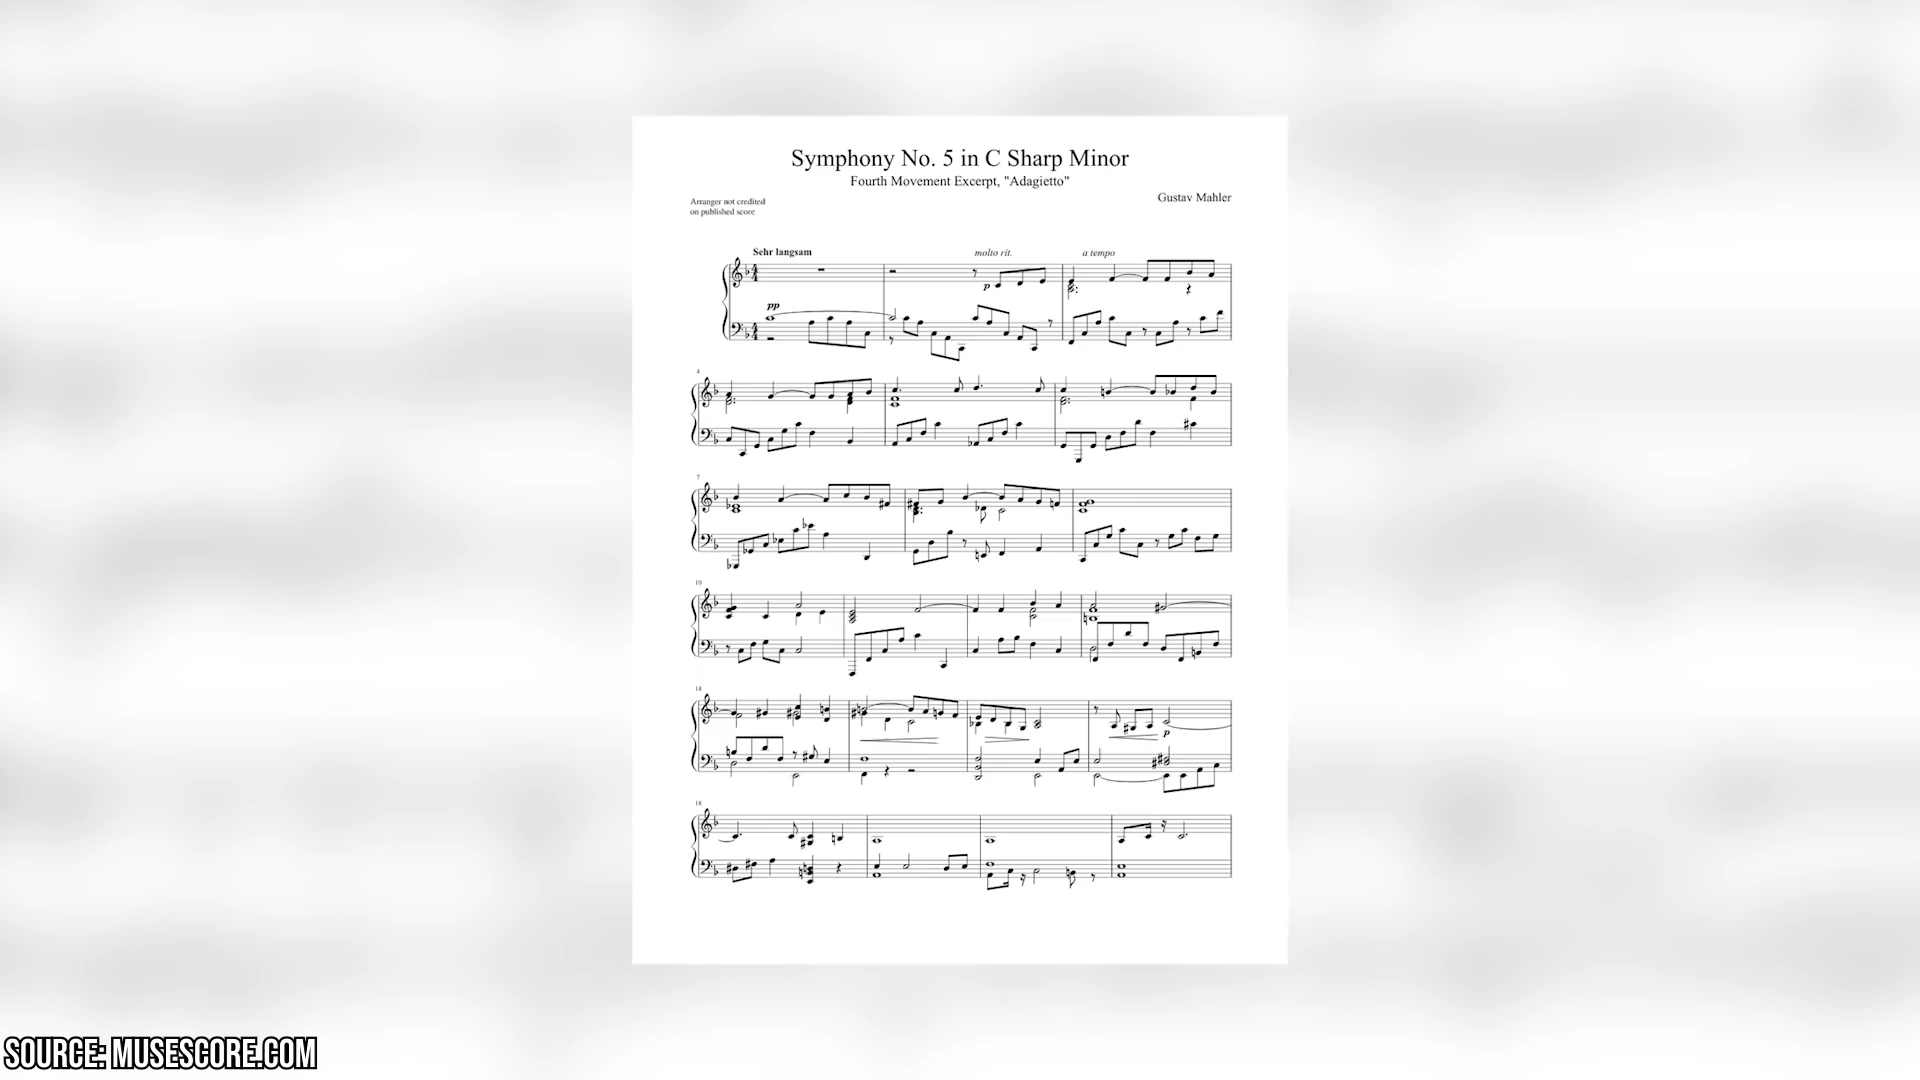 Symphony No. 5 in C Sharp Minor
Fourth Movement Excerpt, "Adagietto"
Gustav Mahler
Arranger not credited
on published score
Sehr langsam
molto rit.
a tempo
p
pp
4
7
10
14
p
18
SOURCE: MUSESCORE.COM